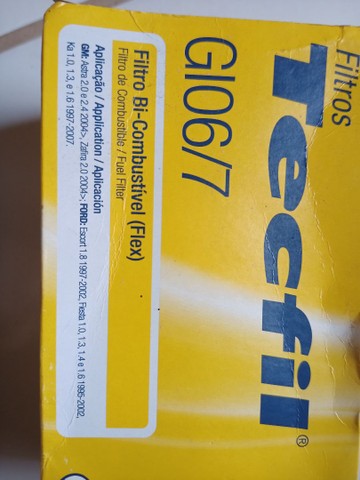 Filtros
Tecfil®
GI06/7
Filtro Bi-Combustível (Flex)
Filtro de Combustible / Fuel Filter
Aplicação / Application / Aplicación
GM: Astra 2.0 e 2.4 2004>, Zafira 2.0 2004>; FORD: Escort 1.8 1997-2002, Fiesta 1.0, 1.3, 1.4 e 1.6 1995-2002,
Ka 1.0, 1.3, e 1.6 1997-2007.